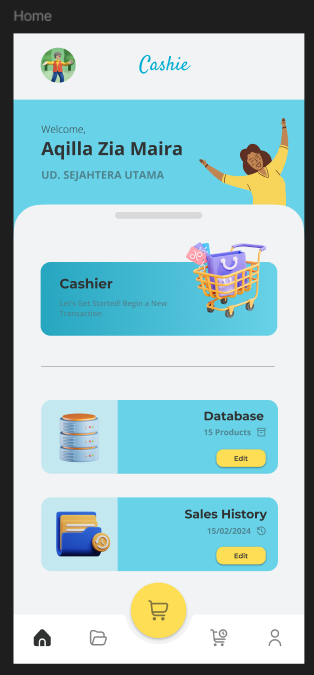 Home
Cashie
Welcome,
Aqilla Zia Maira
UD. SEJAHTERA UTAMA
Cashier
Let's Get Started! Begin a New
Transaction
Database
15 Products
Edit
Sales History
15/02/2024
Edit